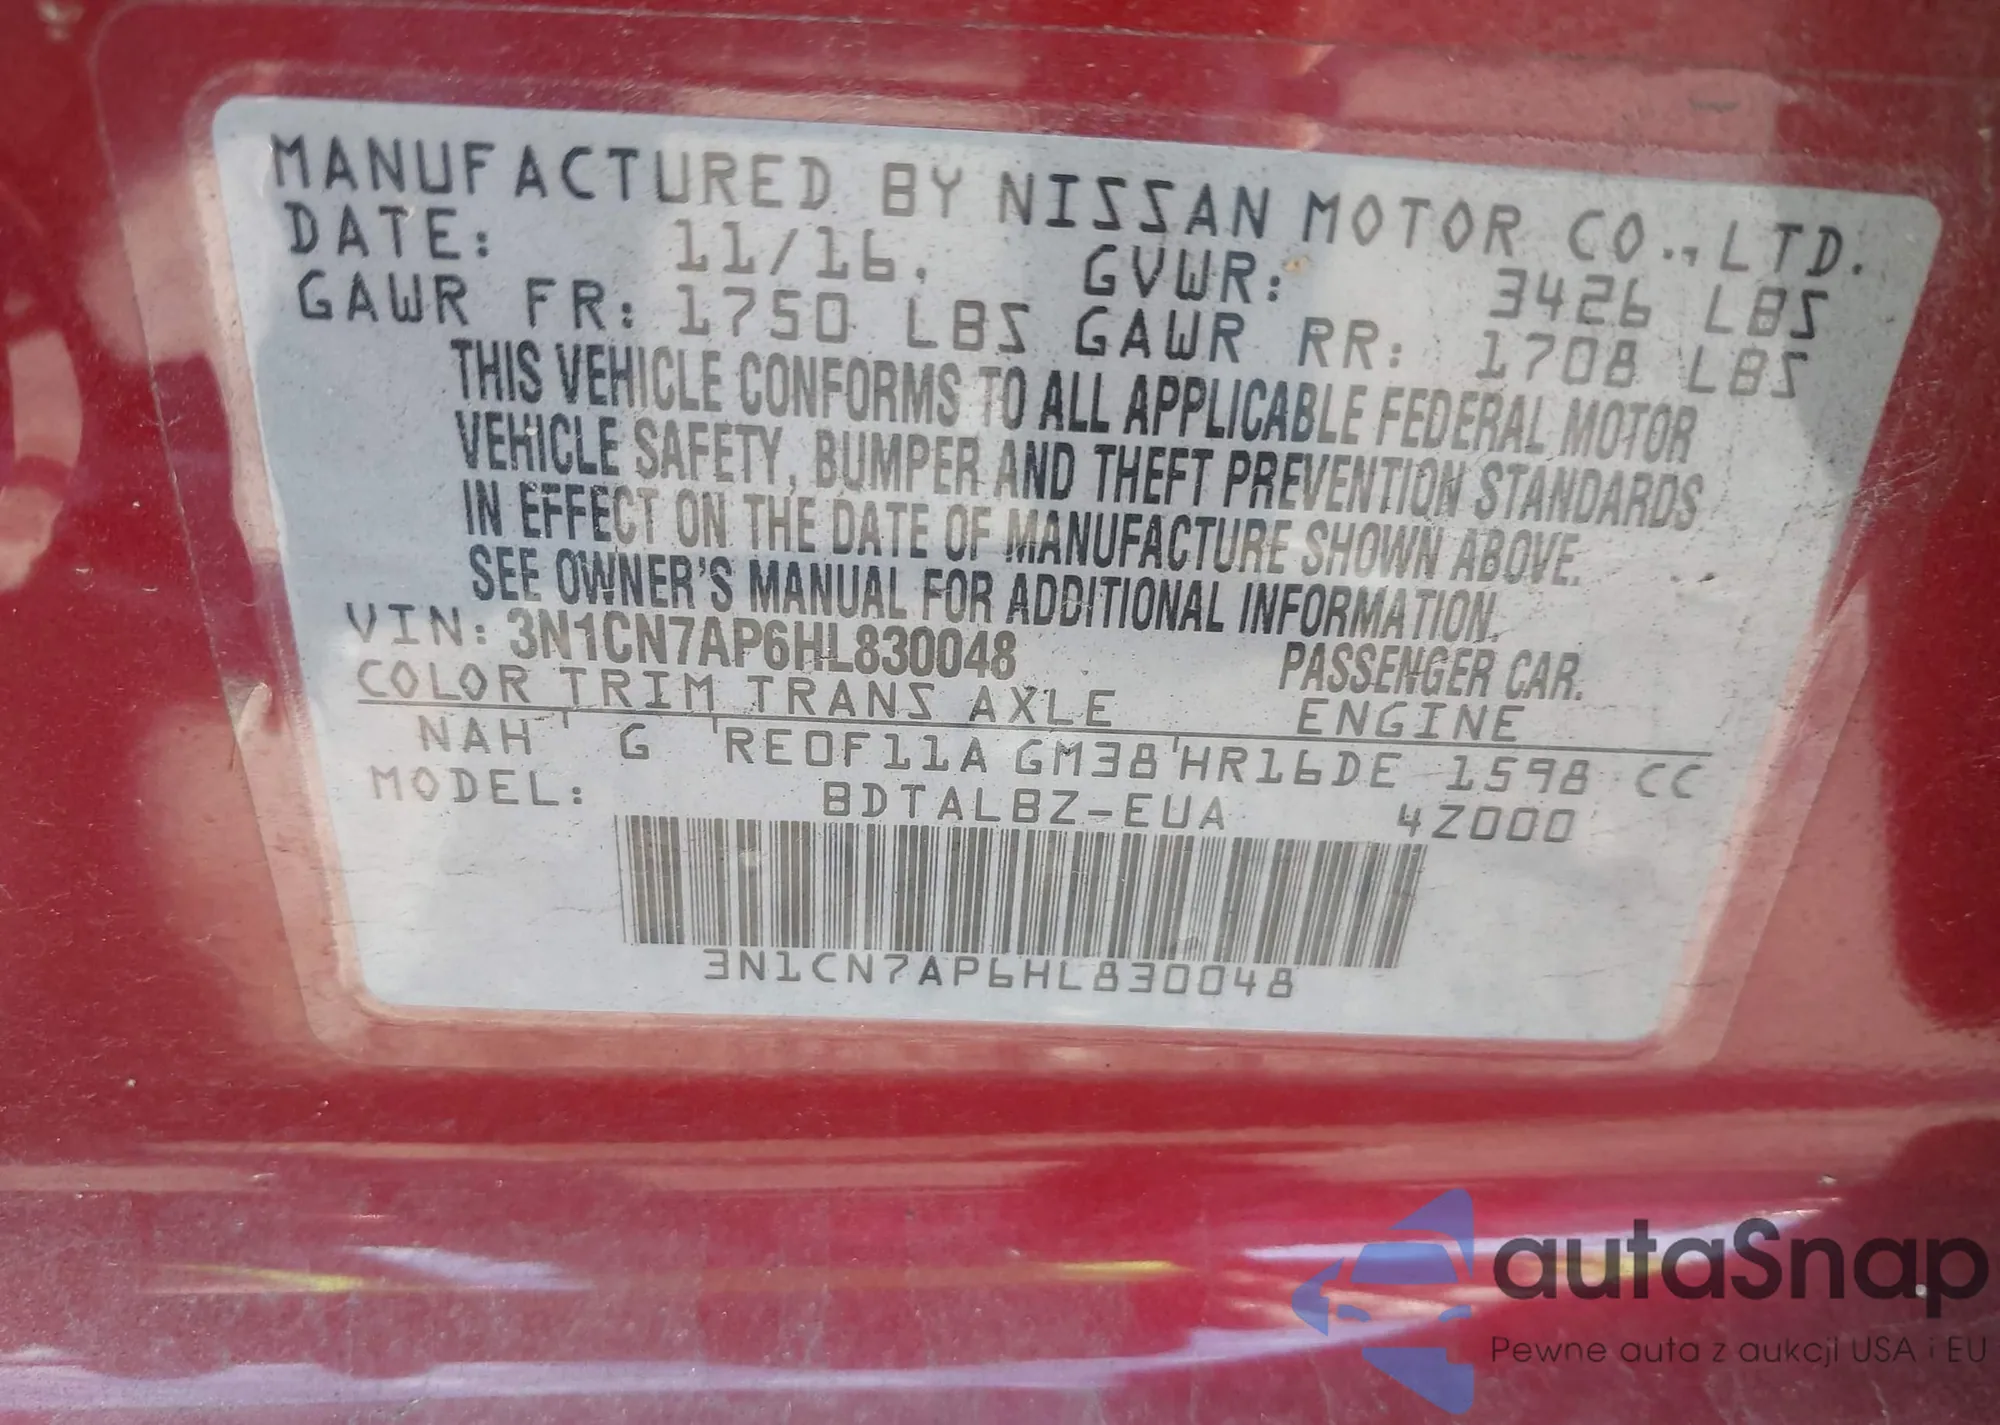 MANUFACTURED BY NISSAN MOTOR CO., LTD.
DATE: 11/16. GVWR: 3426 LBS
GAWR FR: 1750 LBS GAWR RR: 1708 LBS
THIS VEHICLE CONFORMS TO ALL APPLICABLE FEDERAL MOTOR
VEHICLE SAFETY, BUMPER AND THEFT PREVENTION STANDARDS
IN EFFECT ON THE DATE OF MANUFACTURE SHOWN ABOVE.
SEE OWNER'S MANUAL FOR ADDITIONAL INFORMATION.
VIN: 3N1CN7AP6HL830048 PASSENGER CAR.
COLOR TRIM TRANS AXLE ENGINE
NAH G RE0F11A GM38 HR16DE 1598 CC
MODEL: BDTALBZ-EUA 4Z000
3N1CN7AP6HL830048
autaSnap
Pewne auta z aukcji USA i EU